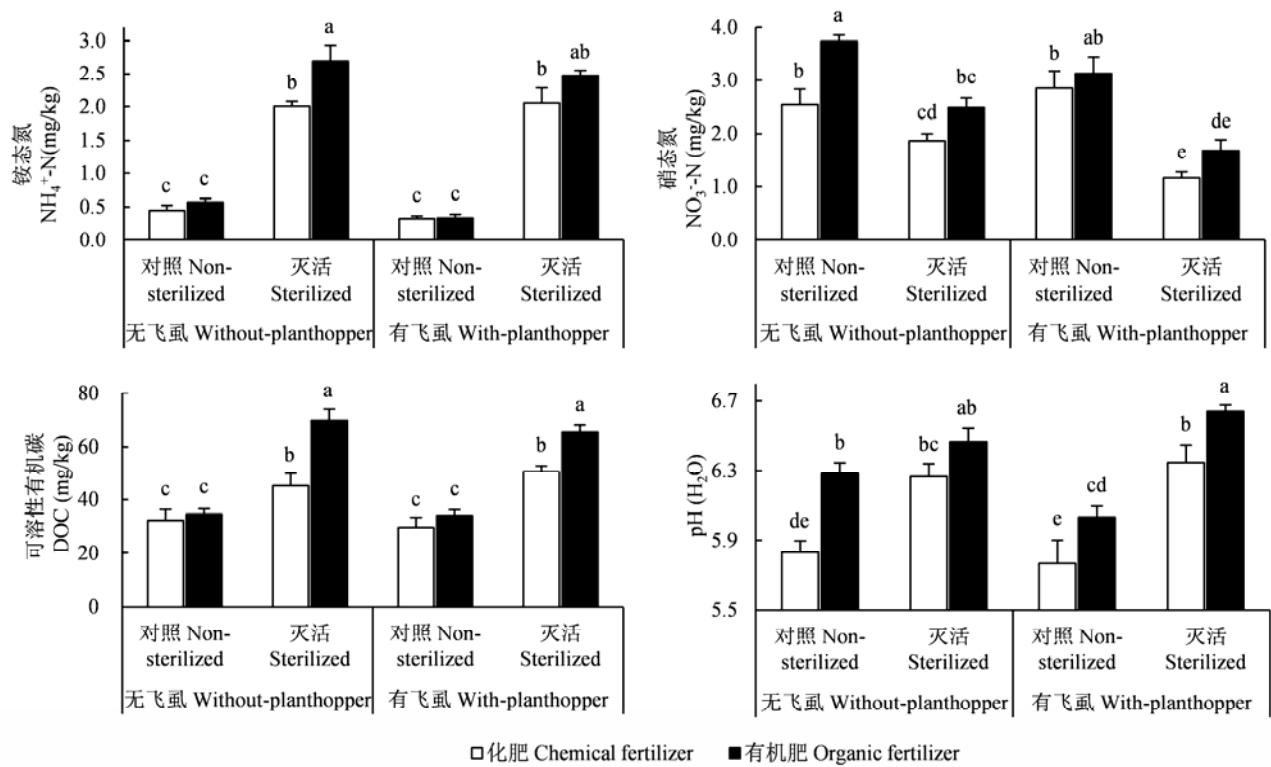 铵态氮
NH₄⁺-N(mg/kg)
3.0
2.5
2.0
1.5
1.0
0.5
0.0
c c b a c c b ab
对照 Non-sterilized
灭活 Sterilized
对照 Non-sterilized
灭活 Sterilized
无飞虱 Without-planthopper
有飞虱 With-planthopper
硝态氮
NO₃⁻-N (mg/kg)
4.0
3.0
2.0
1.0
0.0
b a cd bc b ab e de
对照 Non-sterilized
灭活 Sterilized
对照 Non-sterilized
灭活 Sterilized
无飞虱 Without-planthopper
有飞虱 With-planthopper
可溶性有机碳
DOC (mg/kg)
80
60
40
20
0
c c b a c c b a
对照 Non-sterilized
灭活 Sterilized
对照 Non-sterilized
灭活 Sterilized
无飞虱 Without-planthopper
有飞虱 With-planthopper
pH (H₂O)
6.7
6.3
5.9
5.5
de b bc ab e cd b a
对照 Non-sterilized
灭活 Sterilized
对照 Non-sterilized
灭活 Sterilized
无飞虱 Without-planthopper
有飞虱 With-planthopper
化肥 Chemical fertilizer
有机肥 Organic fertilizer